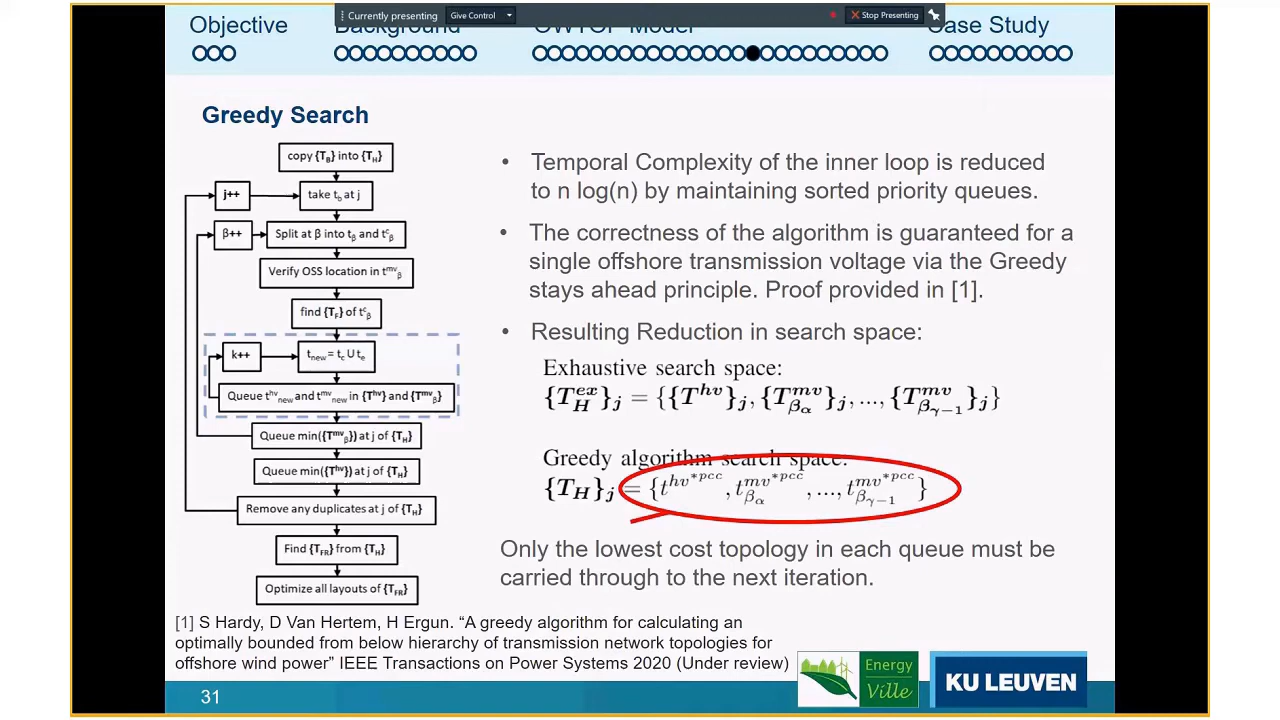 Currently presenting Give Control Stop Presenting
Objective Background OWTOP Model Case Study
Greedy Search
copy {T_B} into {T_H}
j++ take t_b at j
β++ Split at β into t_β and t^c_β
Verify OSS location in t^mv_β
find {T_F} of t^c_β
k++ t_new = t_c U t_e
Queue t^hv_new and t^mv_new in {T^hv} and {T^mv_β}
Queue min({T^mv_β}) at j of {T_H}
Queue min({T^hv}) at j of {T_H}
Remove any duplicates at j of {T_H}
Find {T_FR} from {T_H}
Optimize all layouts of {T_FR}
• Temporal Complexity of the inner loop is reduced
to n log(n) by maintaining sorted priority queues.
• The correctness of the algorithm is guaranteed for a
single offshore transmission voltage via the Greedy
stays ahead principle. Proof provided in [1].
• Resulting Reduction in search space:
Exhaustive search space:
{T_H^ex}_j = {{T^hv}_j, {T^mv_β_α}_j, ..., {T^mv_β_γ−1}_j}
Greedy algorithm search space:
{T_H}_j = {t^hv*pcc, t^mv*pcc_β_α, ..., t^mv*pcc_β_γ−1}
Only the lowest cost topology in each queue must be
carried through to the next iteration.
[1] S Hardy, D Van Hertem, H Ergun. “A greedy algorithm for calculating an
optimally bounded from below hierarchy of transmission network topologies for
offshore wind power” IEEE Transactions on Power Systems 2020 (Under review)
31
Energy
Ville
KU LEUVEN